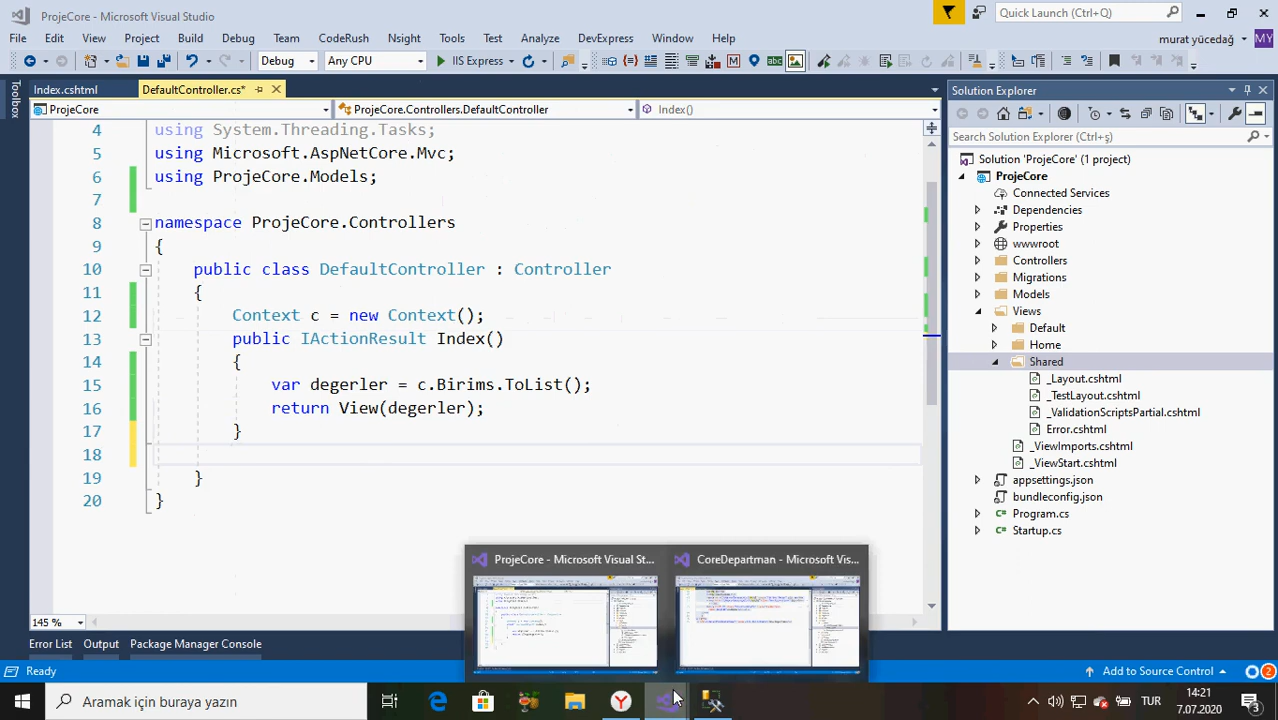 ProjeCore - Microsoft Visual Studio
Quick Launch (Ctrl+Q)
File Edit View Project Build Debug Team CodeRush Nsight Tools Test Analyze DevExpress Window Help
murat yücedağ
MY
Debug Any CPU IIS Express
Index.cshtml DefaultController.cs*
Toolbox
ProjeCore ProjeCore.Controllers.DefaultController Index()
4 using System.Threading.Tasks;
5 using Microsoft.AspNetCore.Mvc;
6 using ProjeCore.Models;
7
8 namespace ProjeCore.Controllers
9 {
10 public class DefaultController : Controller
11 {
12 Context c = new Context();
13 public IActionResult Index()
14 {
15 var degerler = c.Birims.ToList();
16 return View(degerler);
17 }
18
19 }
20 }
145 %
Solution Explorer
Search Solution Explorer (Ctrl+ş)
Solution 'ProjeCore' (1 project)
ProjeCore
Connected Services
Dependencies
Properties
wwwroot
Controllers
Migrations
Models
Views
Default
Home
Shared
_Layout.cshtml
_TestLayout.cshtml
_ValidationScriptsPartial.cshtml
Error.cshtml
_ViewImports.cshtml
_ViewStart.cshtml
appsettings.json
bundleconfig.json
Program.cs
Startup.cs
ProjeCore - Microsoft Visual St...
CoreDepartman - Microsoft Vis...
Error List Output Package Manager Console
Ready
Add to Source Control
2
Aramak için buraya yazın
TUR
14:21
7.07.2020
3